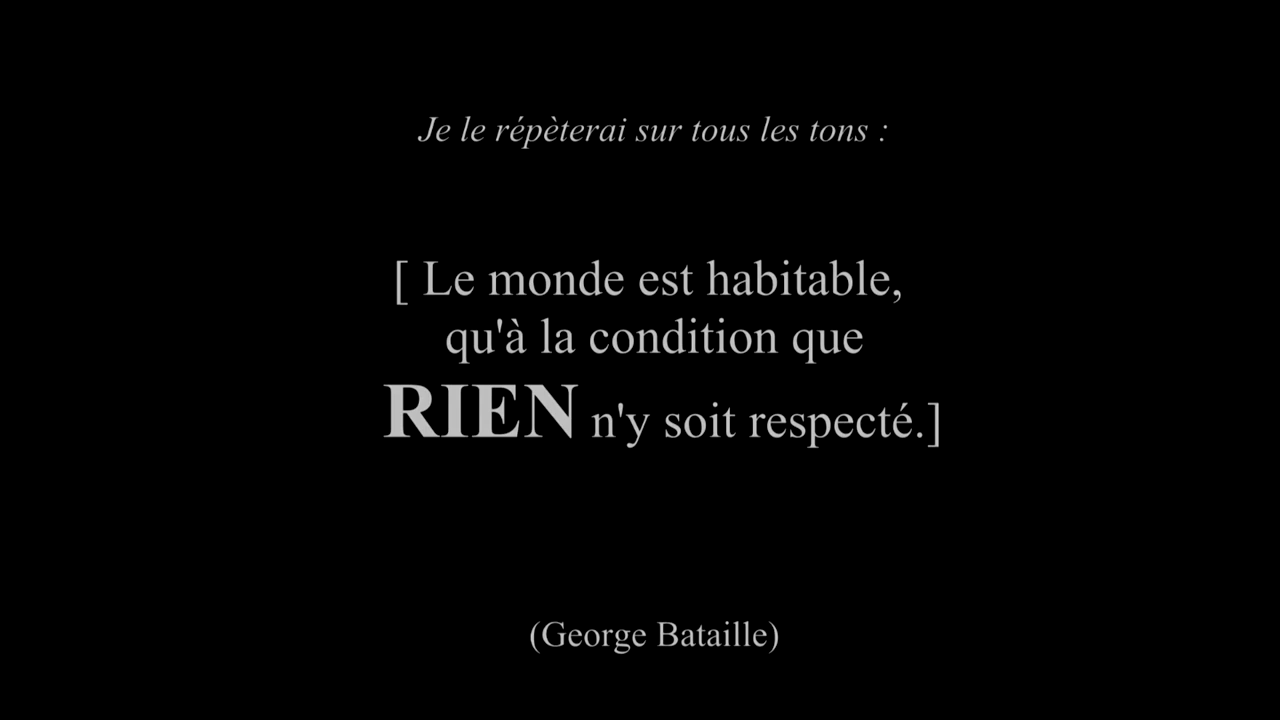 Je le répèterai sur tous les tons :
[ Le monde est habitable,
qu'à la condition que
RIEN n'y soit respecté.]
(George Bataille)